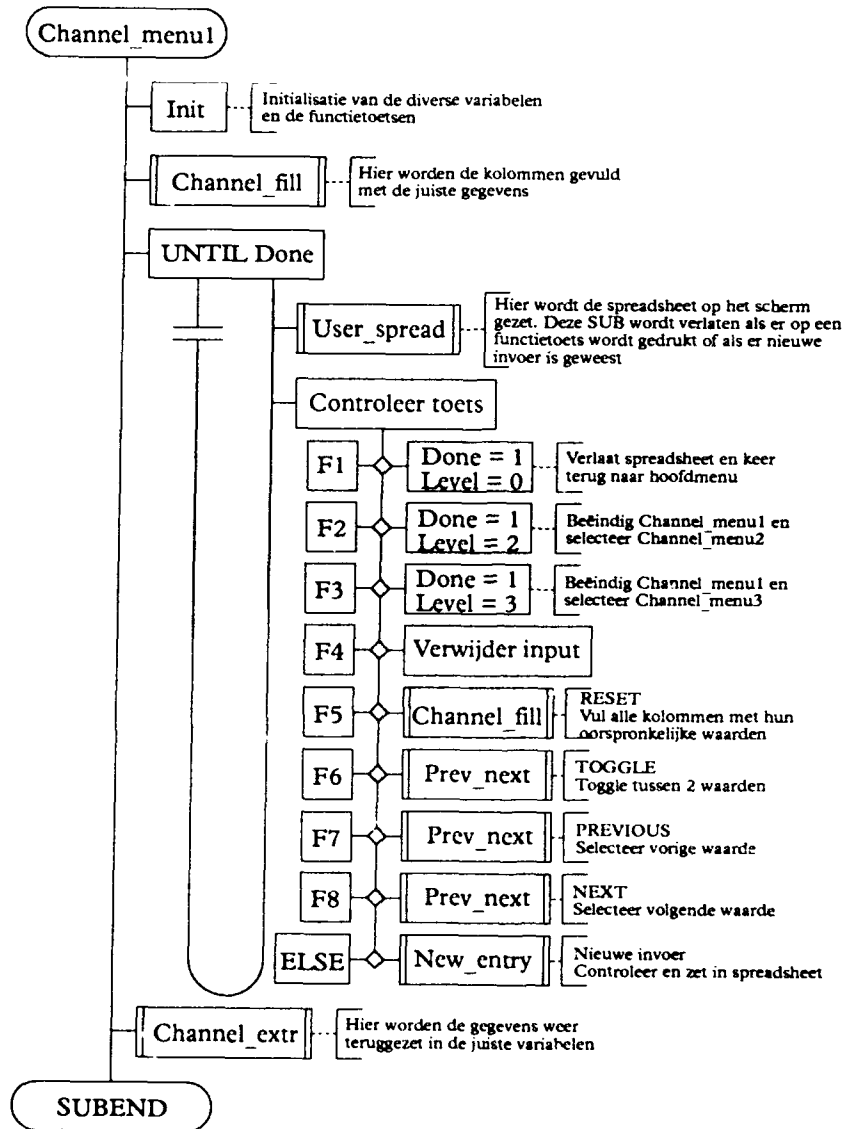 Channel_menu1
Init
Initialisatie van de diverse variabelen
en de functietoetsen
Channel_fill
Hier worden de kolommen gevuld
met de juiste gegevens
UNTIL Done
User_spread
Hier wordt de spreadsheet op het scherm
gezet. Deze SUB wordt verlaten als er op een
functietoets wordt gedrukt of als er nieuwe
invoer is geweest
Controleer toets
F1
Done = 1
Level = 0
Verlaat spreadsheet en keer
terug naar hoofdmenu
F2
Done = 1
Level = 2
Beëindig Channel_menu1 en
selecteer Channel_menu2
F3
Done = 1
Level = 3
Beëindig Channel_menu1 en
selecteer Channel_menu3
F4
Verwijder input
F5
Channel_fill
RESET
Vul alle kolommen met hun
oorspronkelijke waarden
F6
Prev_next
TOGGLE
Toggle tussen 2 waarden
F7
Prev_next
PREVIOUS
Selecteer vorige waarde
F8
Prev_next
NEXT
Selecteer volgende waarde
ELSE
New_entry
Nieuwe invoer
Controleer en zet in spreadsheet
Channel_extr
Hier worden de gegevens weer
teruggezet in de juiste variabelen
SUBEND